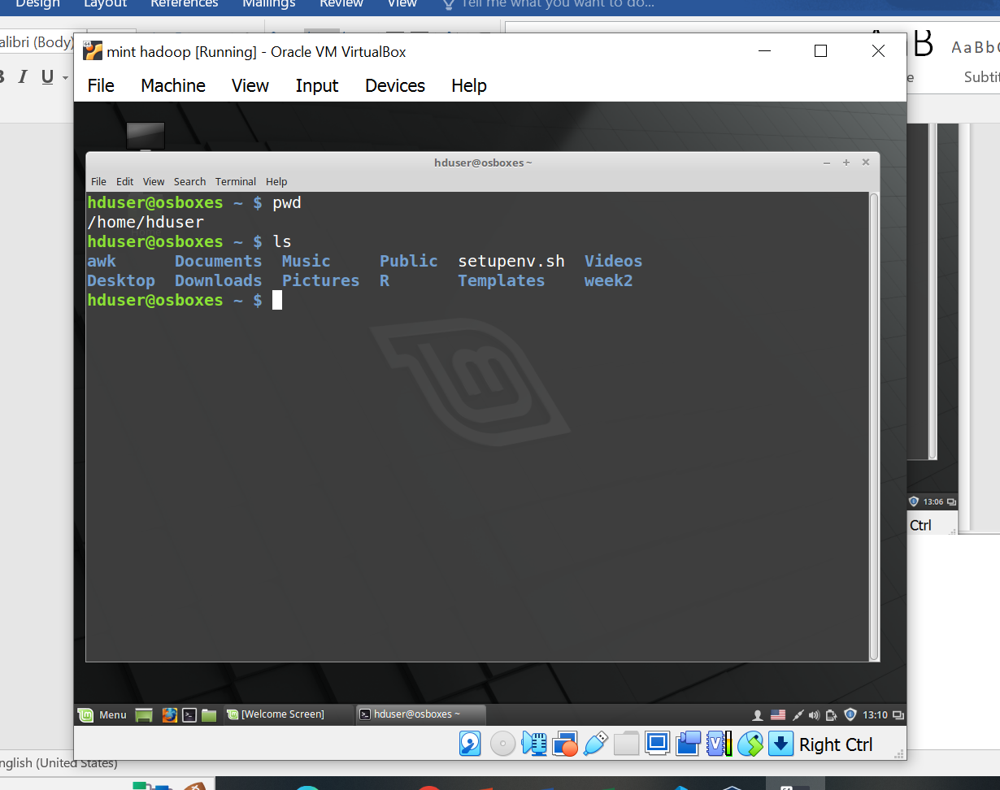 Design Layout References Mailings Review View Tell me what you want to do...
alibri (Body)
mint hadoop [Running] - Oracle VM VirtualBox
B AaBbC
B I U
File Machine View Input Devices Help
e Subtit
hduser@osboxes ~
File Edit View Search Terminal Help
hduser@osboxes ~ $ pwd
/home/hduser
hduser@osboxes ~ $ ls
awk Documents Music Public setupenv.sh Videos
Desktop Downloads Pictures R Templates week2
hduser@osboxes ~ $
13:06
Ctrl
Menu [Welcome Screen] hduser@osboxes ~ 13:10
Right Ctrl
nglish (United States)